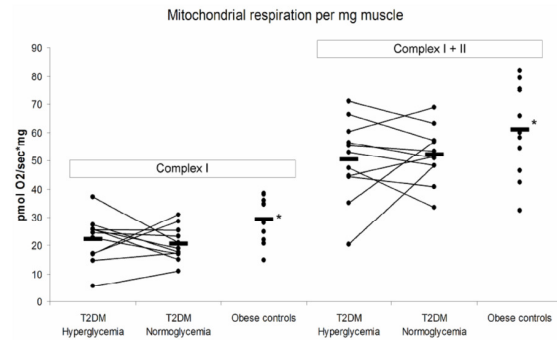 Mitochondrial respiration per mg muscle
pmol O2/sec*mg
90
80
70
60
50
40
30
20
10
0
Complex I
Complex I + II
*
*
T2DM
Hyperglycemia
T2DM
Normoglycemia
Obese controls
T2DM
Hyperglycemia
T2DM
Normoglycemia
Obese controls